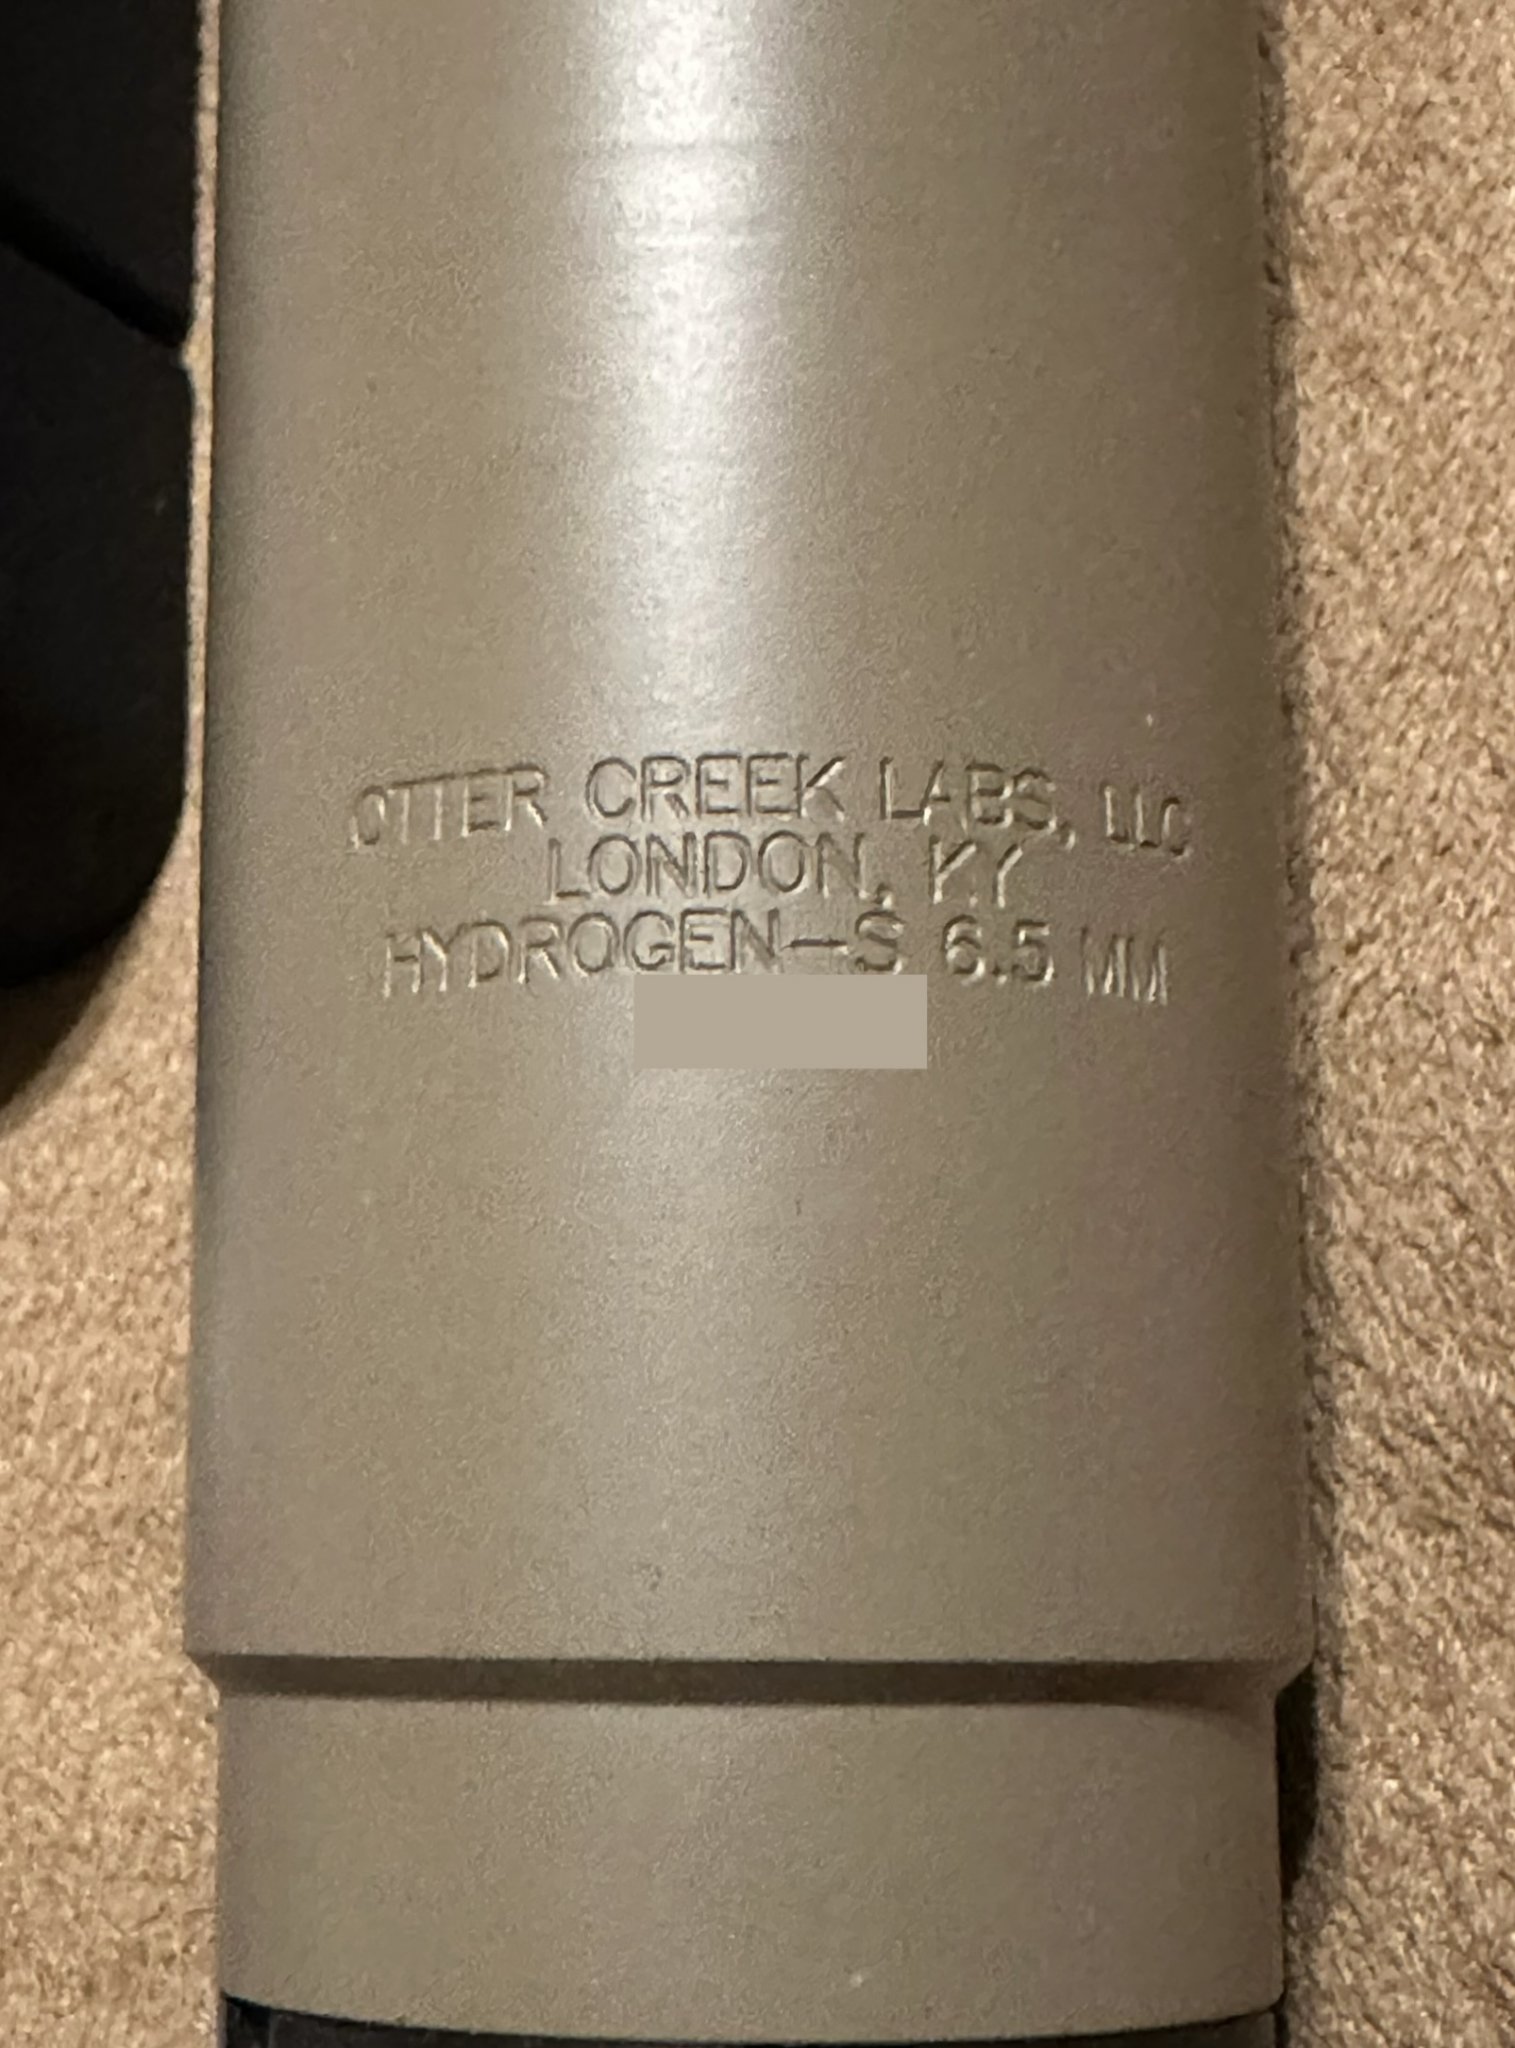 OTTER CREEK LABS, LLC
LONDON, KY
HYDROGEN-S 6.5 MM